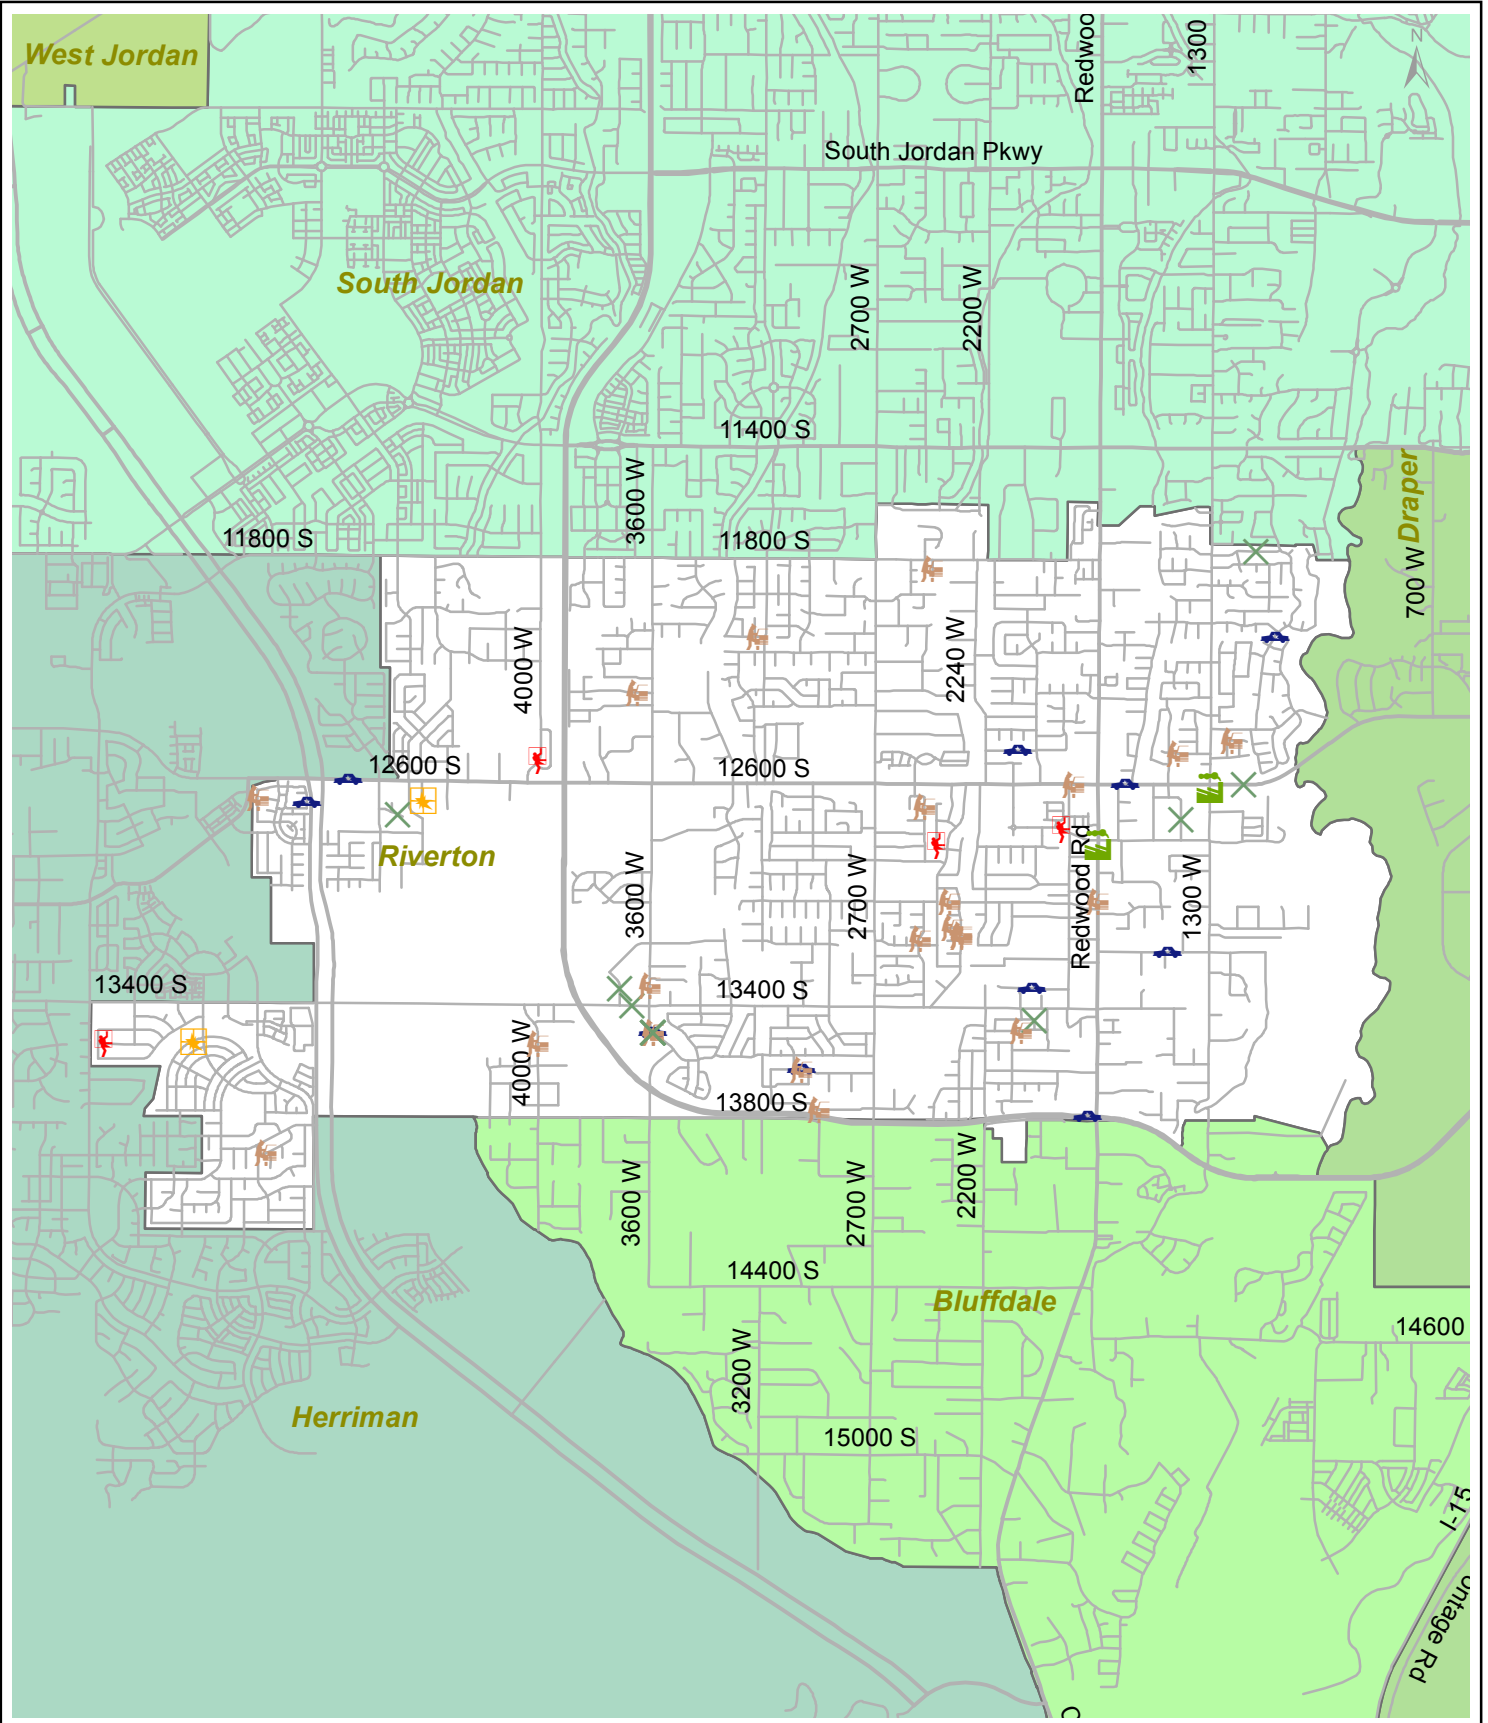 West Jordan
Redwoo
1300
N
South Jordan Pkwy
South Jordan
2700 W
2200 W
11400 S
3600 W
Draper
11800 S
11800 S
700 W
4000 W
2240 W
12600 S
12600 S
Riverton
3600 W
2700 W
Redwood Rd
1300 W
13400 S
13400 S
4000 W
13800 S
3600 W
2700 W
2200 W
14400 S
Bluffdale
14600
3200 W
Herriman
15000 S
I-15
ontage Rd